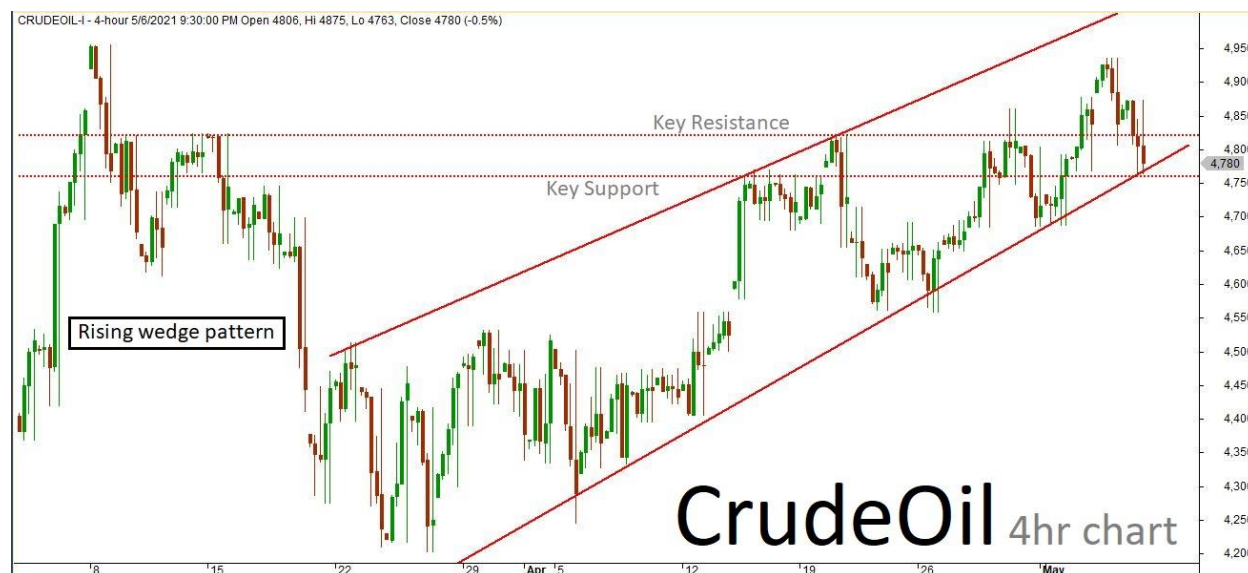 CRUDEOIL-I - 4-hour 5/6/2021 9:30:00 PM Open 4806, Hi 4875, Lo 4763, Close 4780 (-0.5%)
4,950
4,900
Key Resistance
4,850
4,800
4,780
Key Support
4,750
4,700
4,650
4,600
Rising wedge pattern
4,550
4,500
4,450
4,400
4,350
4,300
CrudeOil 4hr chart
4,250
4,200
8 15 22 29 Apr 5 12 19 26 May